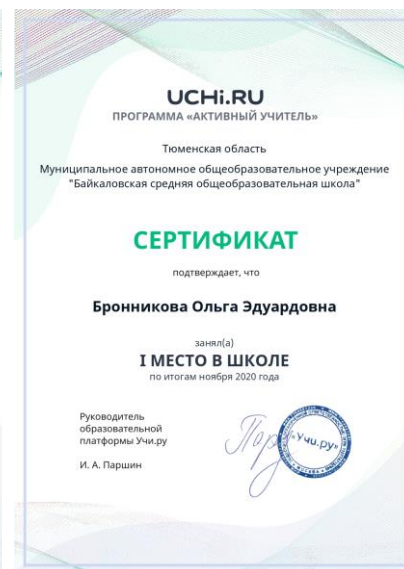 UCHi.RU
ПРОГРАММА «АКТИВНЫЙ УЧИТЕЛЬ»
Тюменская область
Муниципальное автономное общеобразовательное учреждение
"Байкаловская средняя общеобразовательная школа"
СЕРТИФИКАТ
подтверждает, что
Бронникова Ольга Эдуардовна
занял(а)
I МЕСТО В ШКОЛЕ
по итогам ноября 2020 года
Руководитель
образовательной
платформы Учи.ру
И. А. Паршин
«Учи.ру»